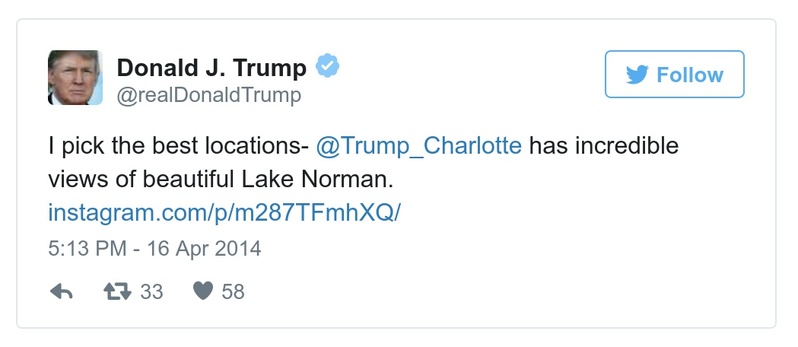 Donald J. Trump
@realDonaldTrump
Follow
I pick the best locations- @Trump_Charlotte has incredible
views of beautiful Lake Norman.
instagram.com/p/m287TFmhXQ/
5:13 PM - 16 Apr 2014
33 58